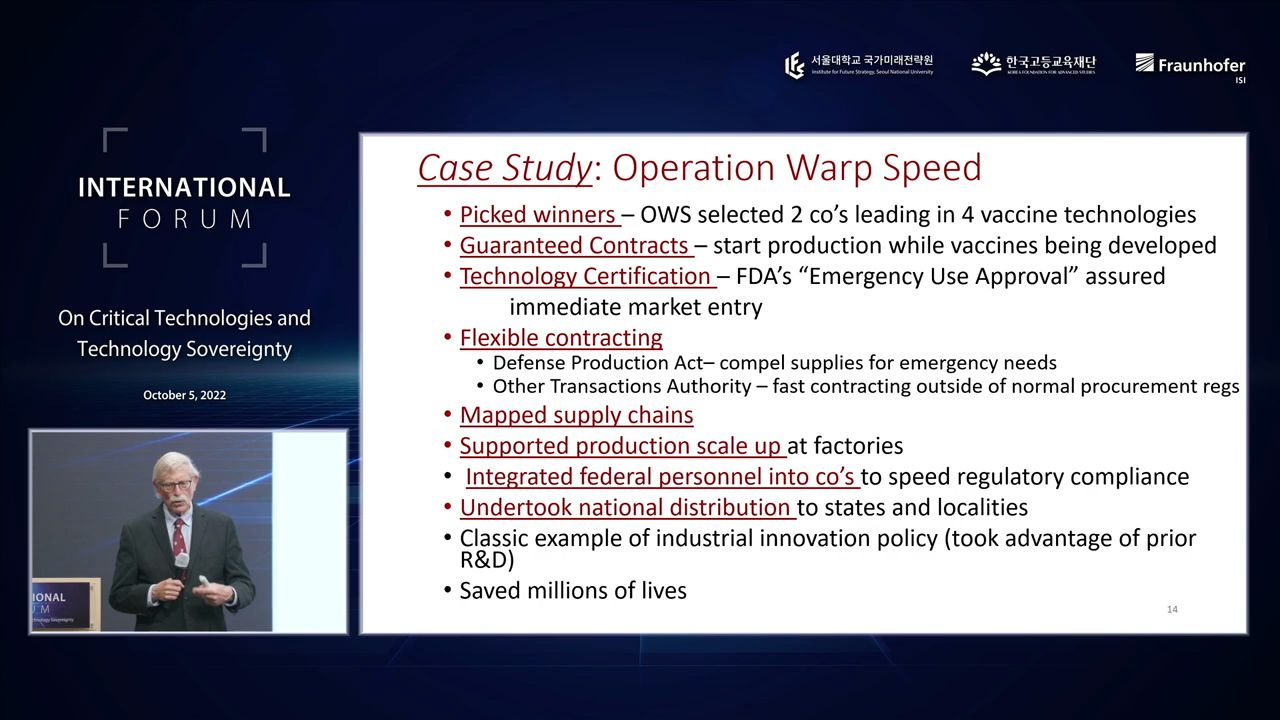 서울대학교 국가미래전략원
Institute for Future Strategy, Seoul National University
한국고등교육재단
KOREA FOUNDATION FOR ADVANCED STUDIES
Fraunhofer
ISI
INTERNATIONAL
FORUM
On Critical Technologies and
Technology Sovereignty
October 5, 2022
IONAL
UM
hnology Sovereignty
Case Study: Operation Warp Speed
• Picked winners – OWS selected 2 co’s leading in 4 vaccine technologies
• Guaranteed Contracts – start production while vaccines being developed
• Technology Certification – FDA’s “Emergency Use Approval” assured
immediate market entry
• Flexible contracting
• Defense Production Act– compel supplies for emergency needs
• Other Transactions Authority – fast contracting outside of normal procurement regs
• Mapped supply chains
• Supported production scale up at factories
• Integrated federal personnel into co’s to speed regulatory compliance
• Undertook national distribution to states and localities
• Classic example of industrial innovation policy (took advantage of prior
R&D)
• Saved millions of lives
14